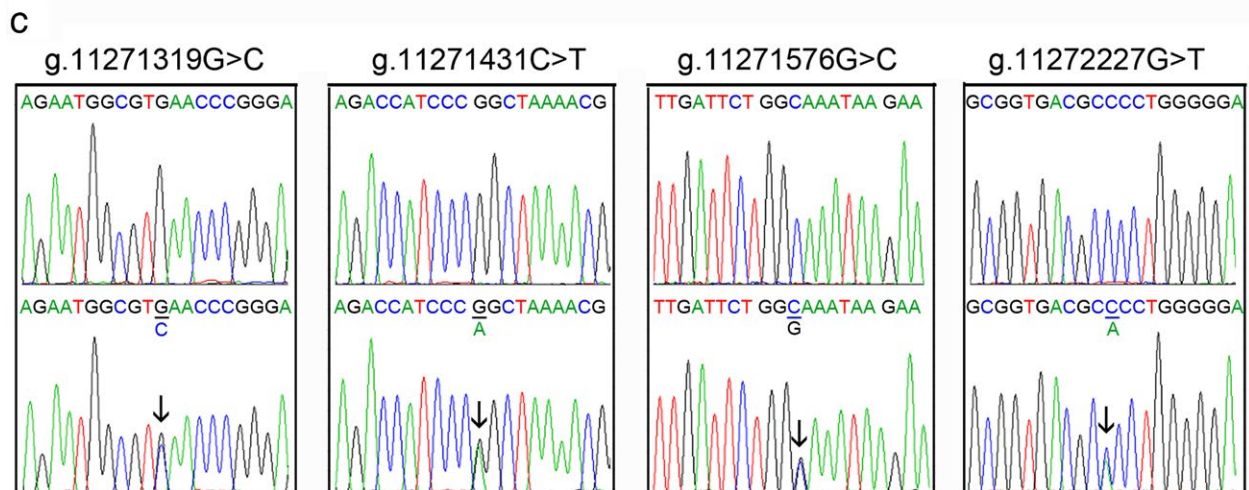 C
g.11271319G>C
g.11271431C>T
g.11271576G>C
g.11272227G>T
AGAATGGCGTGAACCCGGGA
AGACCATCCC GGCTAAAACG
TTGATTCT GGCAAATAA GAA
GCGGTGACGCCCCTGGGGGA
AGAATGGCGTGAACCCGGGA
AGACCATCCC GGCTAAAACG
TTGATTCT GGCAAATAA GAA
GCGGTGACGCCCCTGGGGGA
C
A
G
A